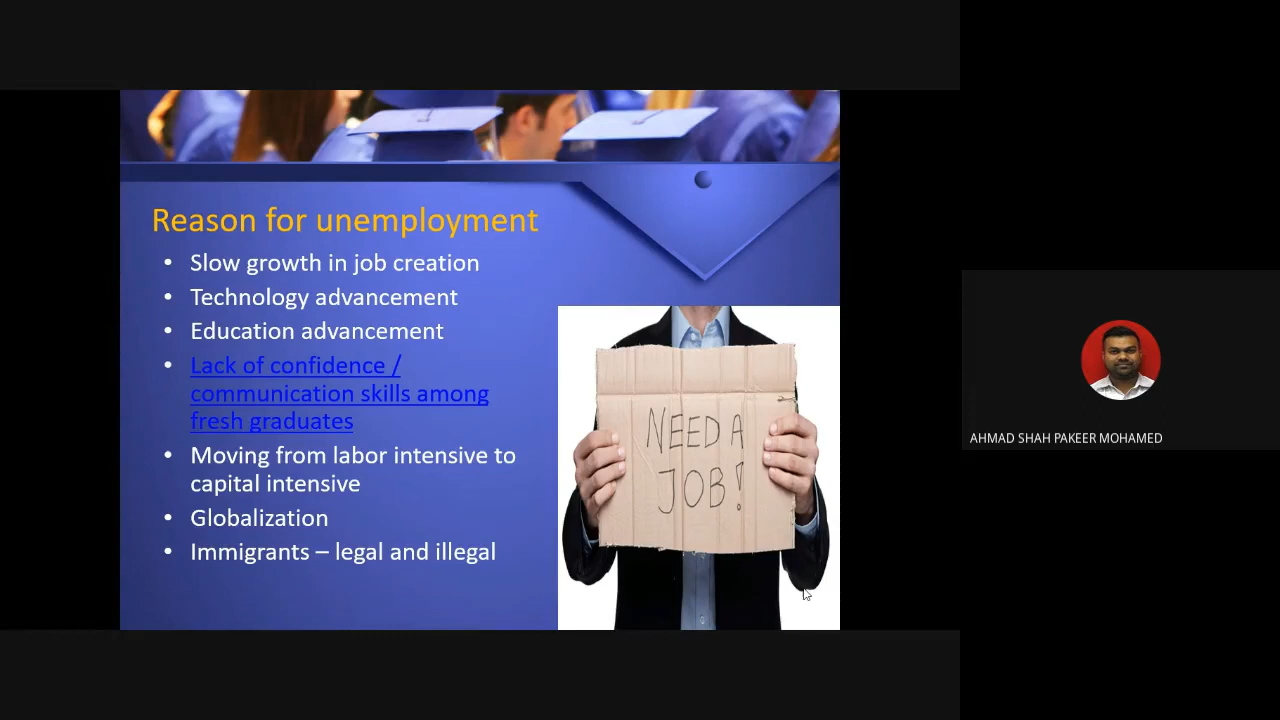 Reason for unemployment
• Slow growth in job creation
• Technology advancement
• Education advancement
• Lack of confidence /
communication skills among
fresh graduates
• Moving from labor intensive to
capital intensive
• Globalization
• Immigrants – legal and illegal
NEED A
JOB!
AHMAD SHAH PAKEER MOHAMED